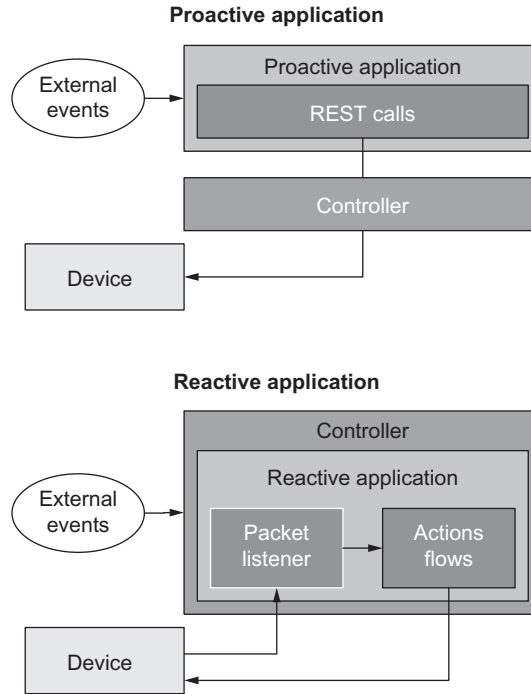 Proactive application
Proactive application
External
events
REST calls
Controller
Device
Reactive application
Controller
Reactive application
External
events
Packet
listener
Actions
flows
Device